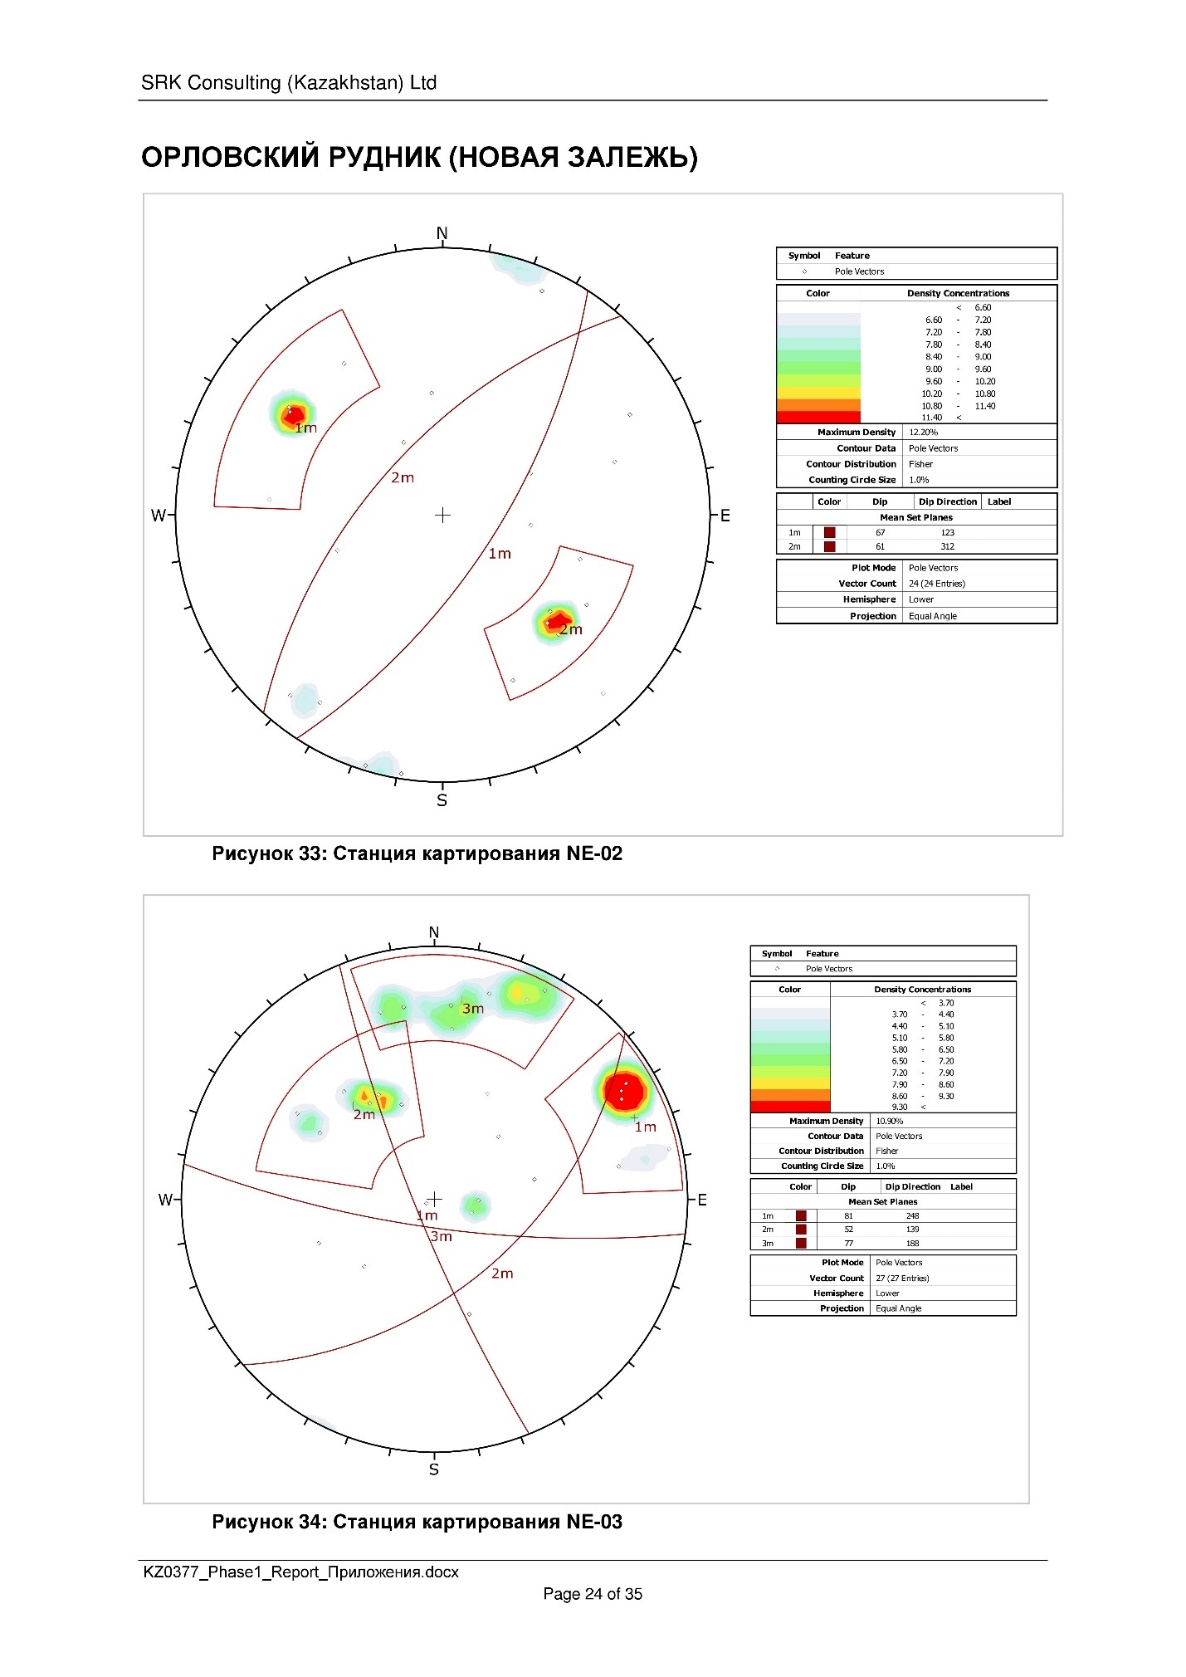 SRK Consulting (Kazakhstan) Ltd
ОРЛОВСКИЙ РУДНИК (НОВАЯ ЗАЛЕЖЬ)
N
W
E
S
1m
2m
1m
2m
Symbol Feature
Pole Vectors
Color Density Concentrations
< 6.60
6.60 - 7.20
7.20 - 7.80
7.80 - 8.40
8.40 - 9.00
9.00 - 9.60
9.60 - 10.20
10.20 - 10.80
10.80 - 11.40
11.40 <
Maximum Density 12.20%
Contour Data Pole Vectors
Contour Distribution Fisher
Counting Circle Size 1.0%
Color Dip Dip Direction Label
Mean Set Planes
1m 67 123
2m 61 312
Plot Mode Pole Vectors
Vector Count 24 (24 Entries)
Hemisphere Lower
Projection Equal Angle
Рисунок 33: Станция картирования NE-02
N
W
E
S
3m
2m
1m
1m
3m
2m
Symbol Feature
Pole Vectors
Color Density Concentrations
< 3.70
3.70 - 4.40
4.40 - 5.10
5.10 - 5.80
5.80 - 6.50
6.50 - 7.20
7.20 - 7.90
7.90 - 8.60
8.60 - 9.30
9.30 <
Maximum Density 10.90%
Contour Data Pole Vectors
Contour Distribution Fisher
Counting Circle Size 1.0%
Color Dip Dip Direction Label
Mean Set Planes
1m 81 248
2m 52 139
3m 77 188
Plot Mode Pole Vectors
Vector Count 27 (27 Entries)
Hemisphere Lower
Projection Equal Angle
Рисунок 34: Станция картирования NE-03
KZ0377_Phase1_Report_Приложения.docx
Page 24 of 35